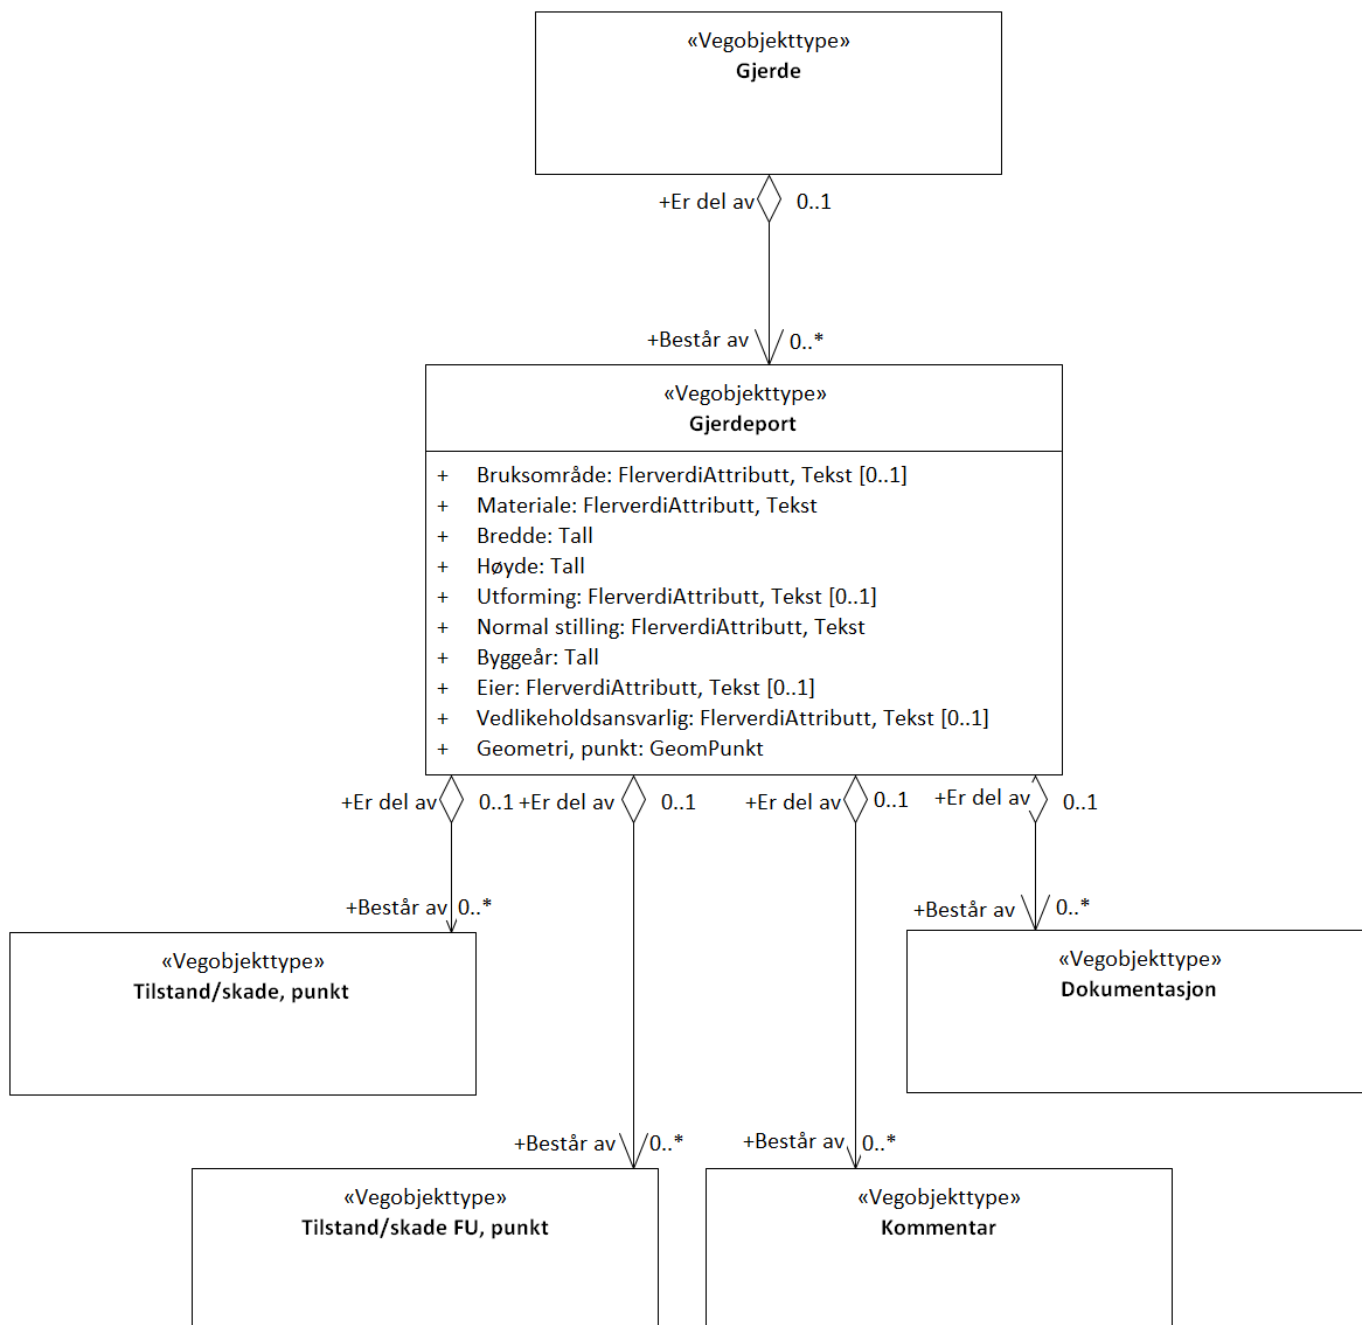 «Vegobjekttype»
Gjerde
+Er del av 0..1
+Består av 0..*
«Vegobjekttype»
Gjerdeport
+ Bruksområde: FlerverdiAttributt, Tekst [0..1]
+ Materiale: FlerverdiAttributt, Tekst
+ Bredde: Tall
+ Høyde: Tall
+ Utforming: FlerverdiAttributt, Tekst [0..1]
+ Normal stilling: FlerverdiAttributt, Tekst
+ Byggeår: Tall
+ Eier: FlerverdiAttributt, Tekst [0..1]
+ Vedlikeholdsansvarlig: FlerverdiAttributt, Tekst [0..1]
+ Geometri, punkt: GeomPunkt
+Er del av 0..1 +Er del av 0..1 +Er del av 0..1 +Er del av 0..1
+Består av 0..* +Består av 0..*
«Vegobjekttype»
Tilstand/skade, punkt
«Vegobjekttype»
Dokumentasjon
+Består av 0..* +Består av 0..*
«Vegobjekttype»
Tilstand/skade FU, punkt
«Vegobjekttype»
Kommentar